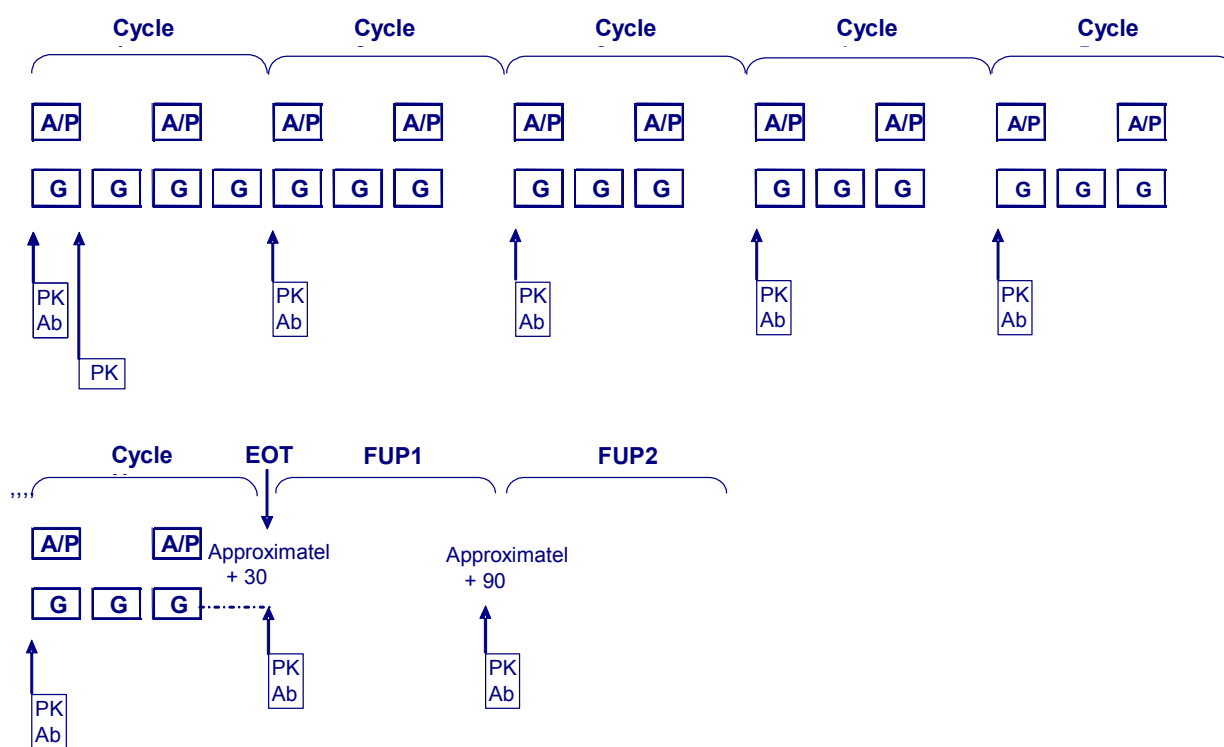 Cycle Cycle Cycle Cycle Cycle
A/P A/P A/P A/P A/P A/P A/P A/P A/P A/P
G G G G G G G G G G G G G G G G
PK PK PK PK PK
Ab Ab Ab Ab Ab
PK
Cycle EOT FUP1 FUP2
,,,,
A/P A/P
Approximatel Approximatel
+ 30 + 90
G G G
PK PK
Ab Ab
PK
Ab